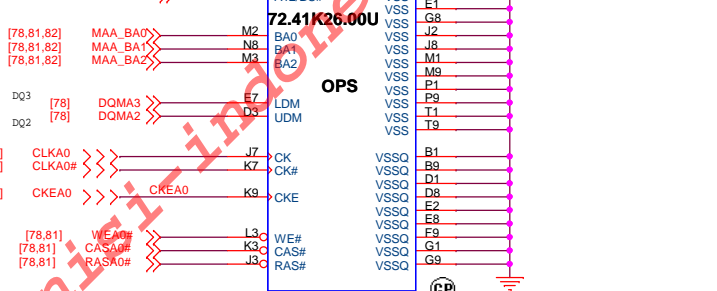 VSS E1
72.41K26.00U VSS G8
[78,81,82] MAA_BA0 M2 BA0 VSS J2
[78,81,82] MAA_BA1 N8 BA1 VSS J8
[78,81,82] MAA_BA2 M3 BA2 VSS M1
VSS M9
OPS VSS P1
DQ3 [78] DQMA3 E7 LDM VSS P9
[78] DQMA2 D3 UDM VSS T1
DQ2 VSS T9
CLKA0 J7 CK VSSQ B1
CLKA0# K7 CK# VSSQ B9
VSSQ D1
CKEA0 CKEA0 K9 CKE VSSQ D8
VSSQ E2
VSSQ E8
[78,81] WEA0# L3 WE# VSSQ F9
[78,81] CASA0# K3 CAS# VSSQ G1
[78,81] RASA0# J3 RAS# VSSQ G9
nisi-indone